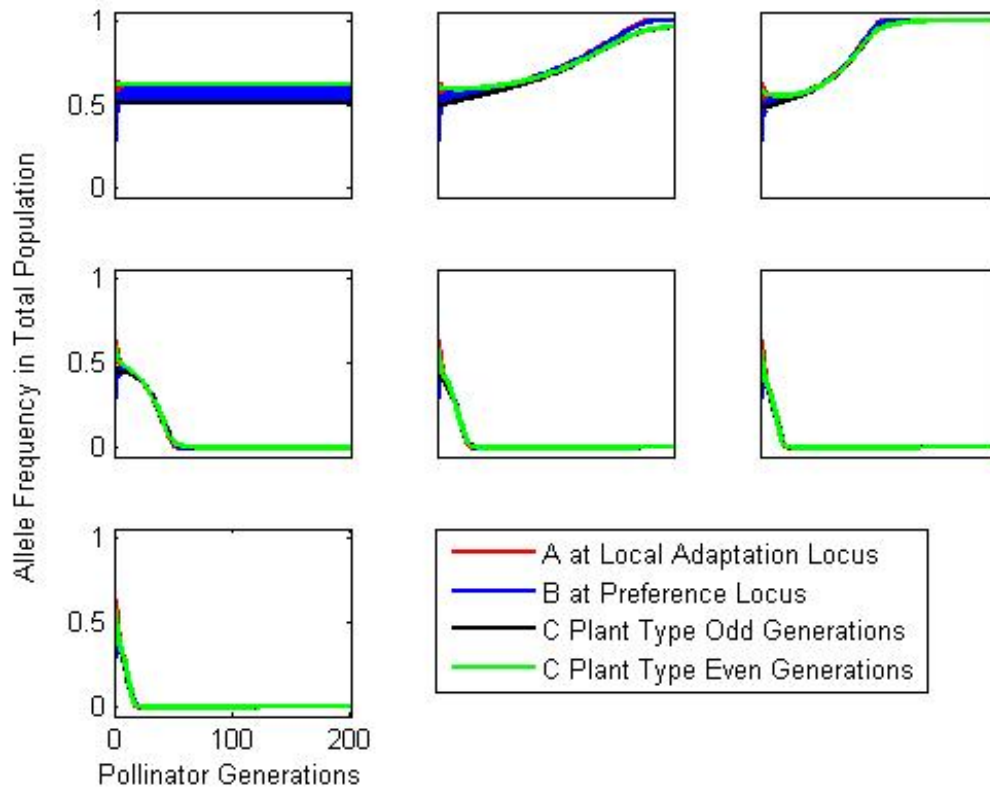 Allele Frequency in Total Population
1
0.5
0
1
0.5
0
1
0.5
0
0 100 200
Pollinator Generations
A at Local Adaptation Locus
B at Preference Locus
C Plant Type Odd Generations
C Plant Type Even Generations